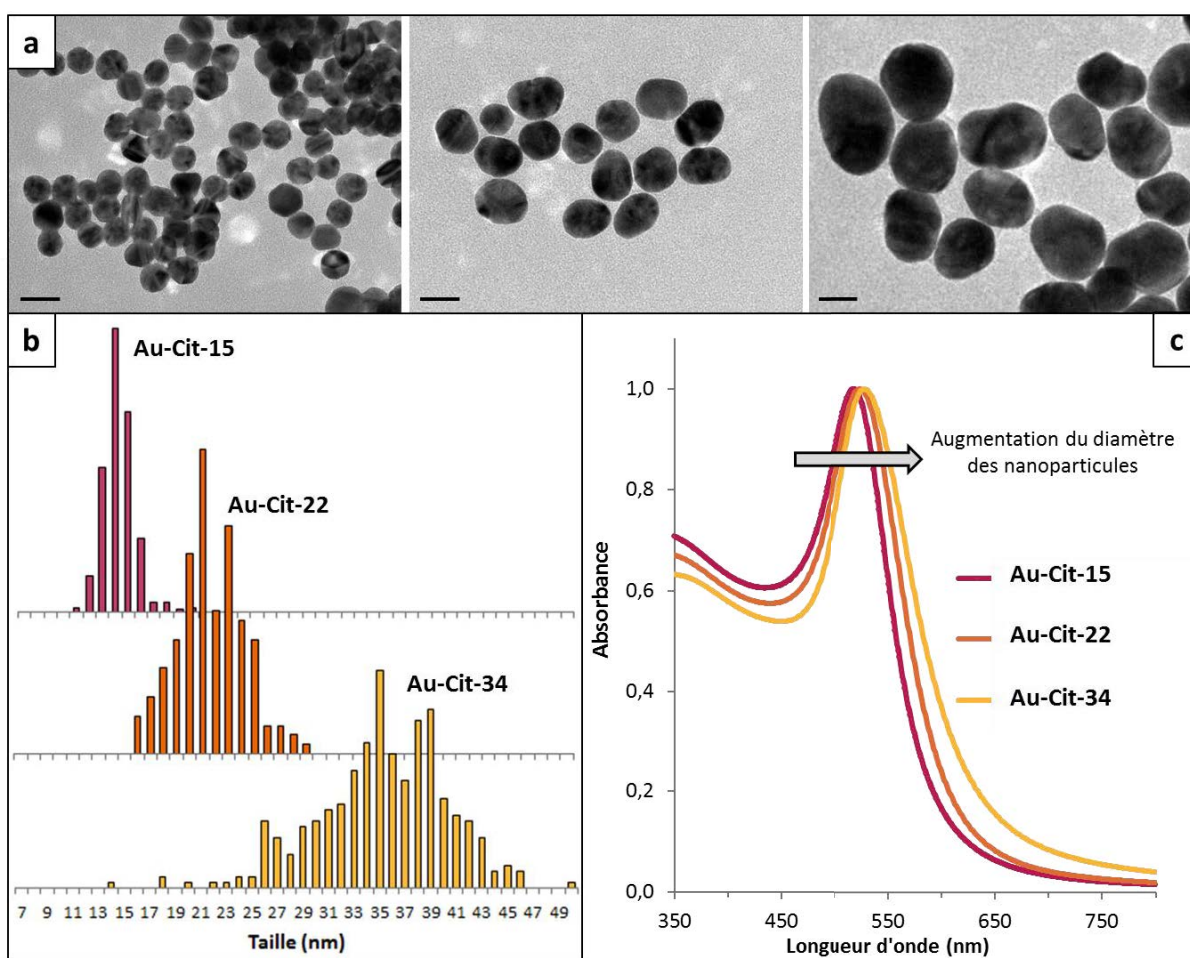 a
b
Au-Cit-15
Au-Cit-22
Au-Cit-34
7 9 11 13 15 17 19 21 23 25 27 29 31 33 35 37 39 41 43 45 47 49
Taille (nm)
c
1,0
0,8
0,6
0,4
0,2
0,0
Absorbance
Augmentation du diamètre
des nanoparticules
Au-Cit-15
Au-Cit-22
Au-Cit-34
350 450 550 650 750
Longueur d'onde (nm)